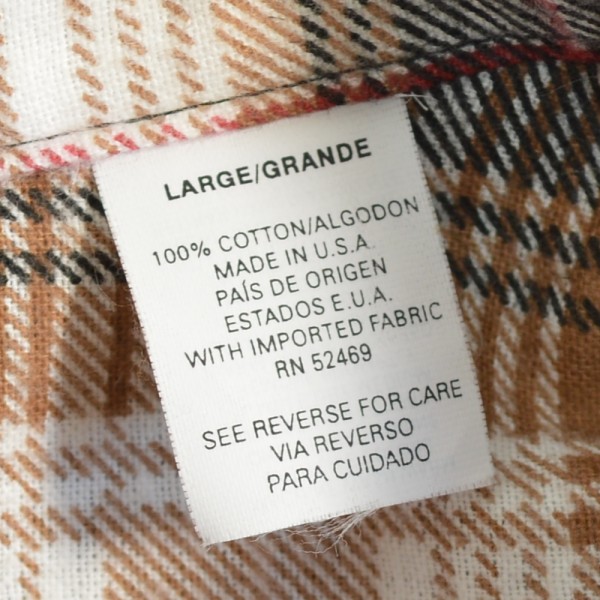 LARGE/GRANDE
100% COTTON/ALGODON
MADE IN U.S.A.
PAÍS DE ORIGEN
ESTADOS E.U.A.
WITH IMPORTED FABRIC
RN 52469
SEE REVERSE FOR CARE
VIA REVERSO
PARA CUIDADO